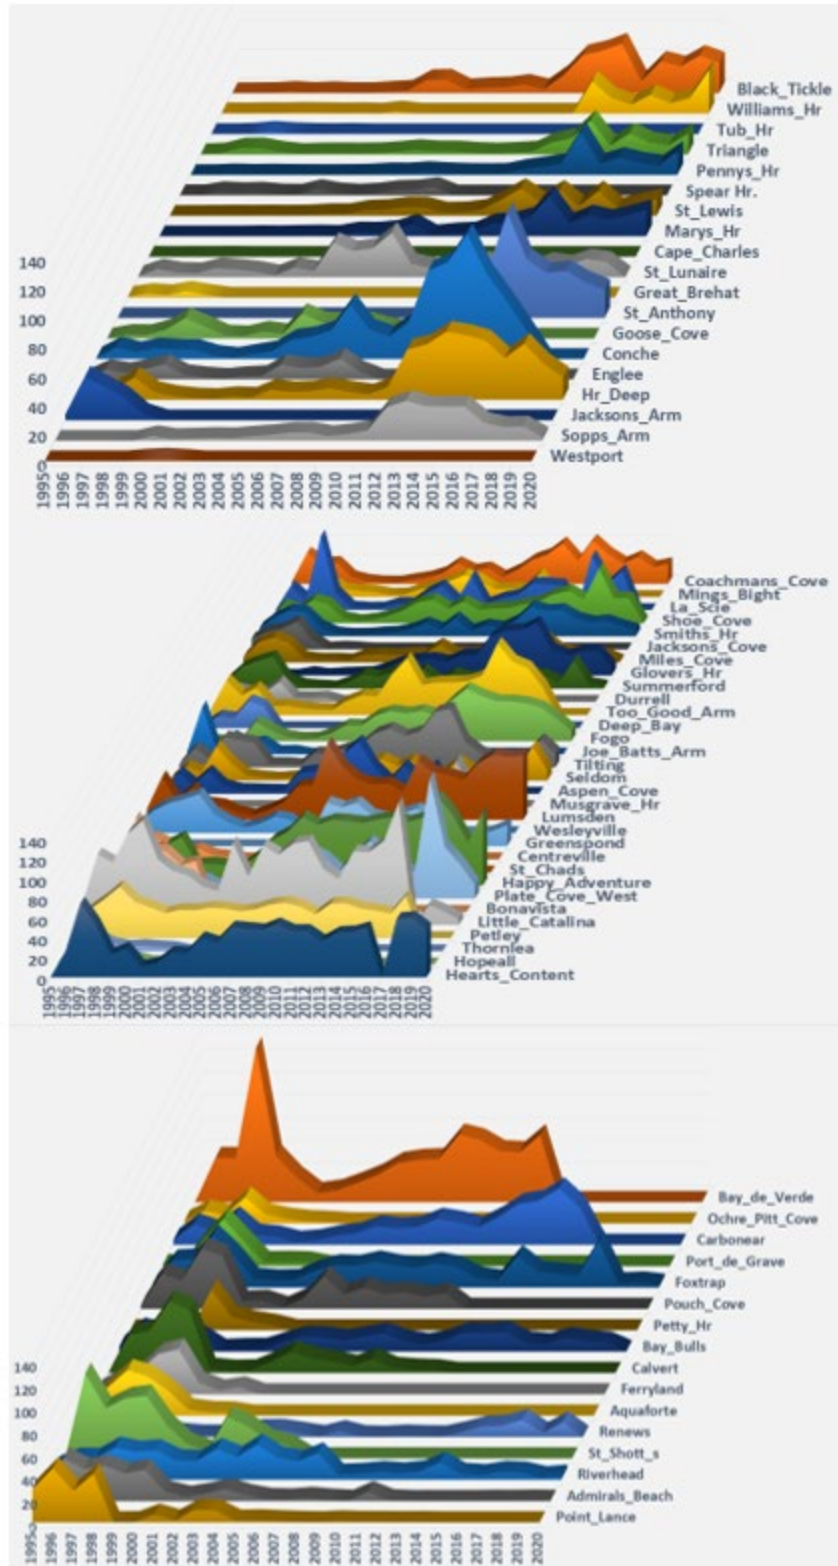 Black_Tickle
Williams_Hr
Tub_Hr
Triangle
Pennys_Hr
Spear Hr.
St_Lewis
Marys_Hr
Cape_Charles
140
St_Lunaire
120
Great_Brehat
St_Anthony
100
Goose_Cove
80
Conche
60
Englee
Hr_Deep
40
Jacksons_Arm
20
Sopps_Arm
0
Westport
1995 1996 1997 1998 1999 2000 2001 2002 2003 2004 2005 2006 2007 2008 2009 2010 2011 2012 2013 2014 2015 2016 2017 2018 2019 2020
Coachmans_Cove
Mings_Bight
La_Scie
Shoe_Cove
Smiths_Hr
Jacksons_Cove
Miles_Cove
Glovers_Hr
Summerford
Durrell
Too_Good_Arm
Deep_Bay
Fogo
Joe_Batts_Arm
Tilting
Seldom
Aspen_Cove
Musgrave_Hr
Lumsden
Wesleyville
140
Greenspond
120
Centreville
St_Chads
100
Happy_Adventure
Plate_Cove_West
80
Bonavista
60
Little_Catalina
Petley
40
Thornlea
20
Hopeall
0
Hearts_Content
1995 1996 1997 1998 1999 2000 2001 2002 2003 2004 2005 2006 2007 2008 2009 2010 2011 2012 2013 2014 2015 2016 2017 2018 2019 2020
Bay_de_Verde
Ochre_Pitt_Cove
Carbonear
Port_de_Grave
Foxtrap
Pouch_Cove
Petty_Hr
Bay_Bulls
140
Calvert
120
Ferryland
100
Aquaforte
80
Renews
60
St_Shott_s
40
Riverhead
20
Admirals_Beach
0
Point_Lance
1995 1996 1997 1998 1999 2000 2001 2002 2003 2004 2005 2006 2007 2008 2009 2010 2011 2012 2013 2014 2015 2016 2017 2018 2019 2020